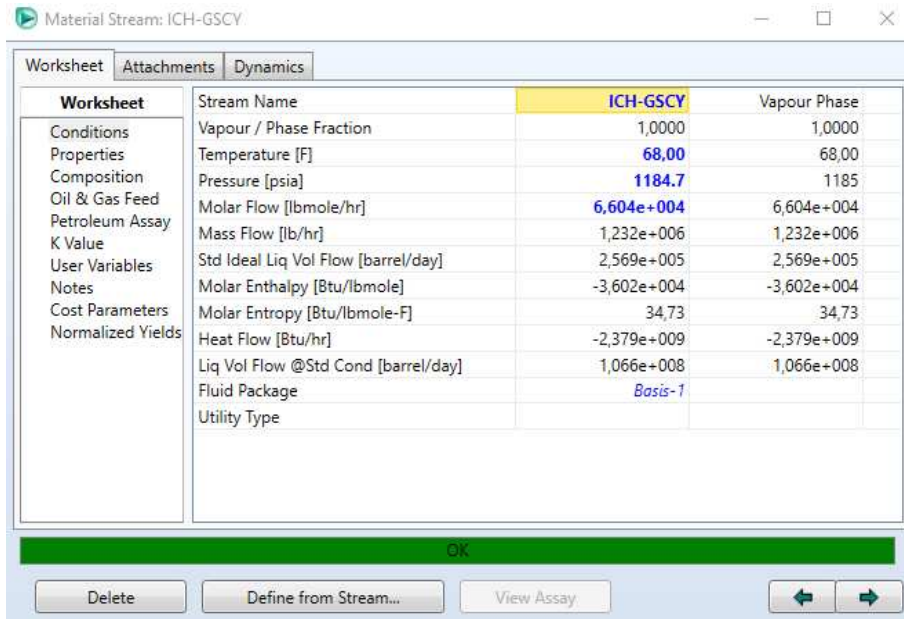 Material Stream: ICH-GSCY
Worksheet Attachments Dynamics
Worksheet
Conditions
Properties
Composition
Oil & Gas Feed
Petroleum Assay
K Value
User Variables
Notes
Cost Parameters
Normalized Yields
Stream Name ICH-GSCY Vapour Phase
Vapour / Phase Fraction 1,0000 1,0000
Temperature [F] 68,00 68,00
Pressure [psia] 1184.7 1185
Molar Flow [lbmole/hr] 6,604e+004 6,604e+004
Mass Flow [lb/hr] 1,232e+006 1,232e+006
Std Ideal Liq Vol Flow [barrel/day] 2,569e+005 2,569e+005
Molar Enthalpy [Btu/lbmole] -3,602e+004 -3,602e+004
Molar Entropy [Btu/lbmole-F] 34,73 34,73
Heat Flow [Btu/hr] -2,379e+009 -2,379e+009
Liq Vol Flow @Std Cond [barrel/day] 1,066e+008 1,066e+008
Fluid Package Basis-1
Utility Type
OK
Delete Define from Stream... View Assay